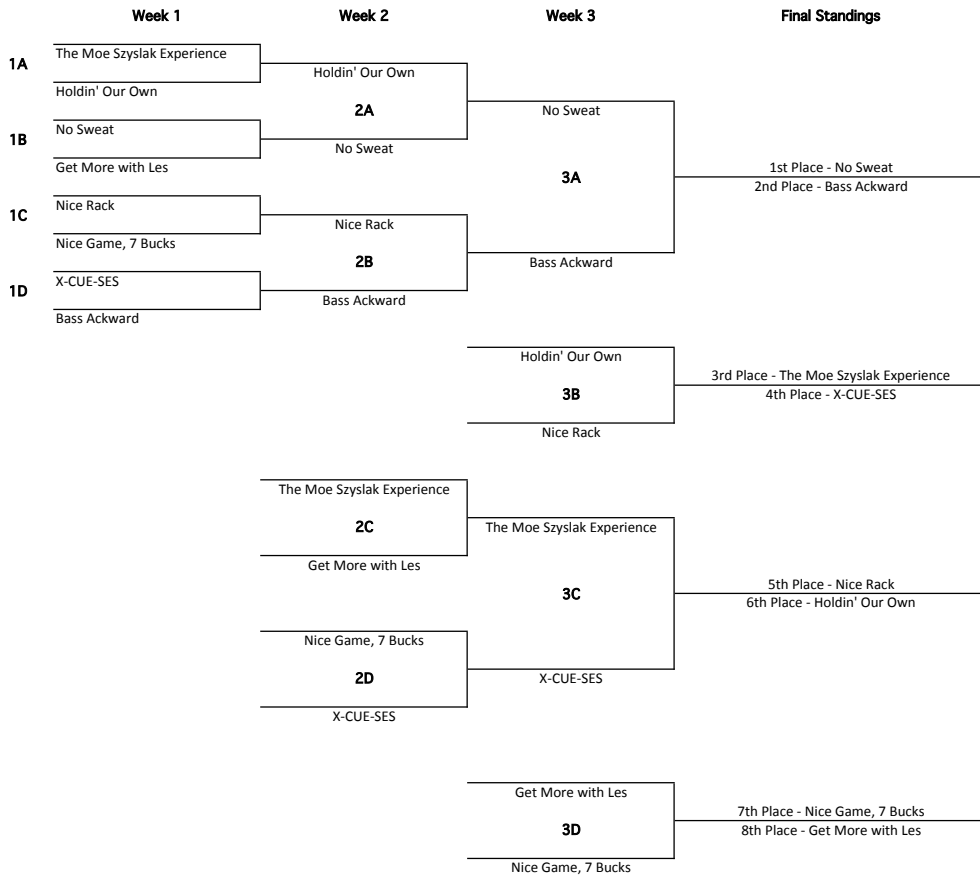 Week 1 Week 2 Week 3 Final Standings
The Moe Szyslak Experience
1A
Holdin' Our Own
Holdin' Our Own
2A
No Sweat
No Sweat
1B
No Sweat
Get More with Les
3A
1st Place - No Sweat
2nd Place - Bass Ackward
Nice Rack
1C
Nice Rack
Nice Game, 7 Bucks
2B
Bass Ackward
X-CUE-SES
1D
Bass Ackward
Bass Ackward
Holdin' Our Own
3B
Nice Rack
3rd Place - The Moe Szyslak Experience
4th Place - X-CUE-SES
The Moe Szyslak Experience
2C
Get More with Les
The Moe Szyslak Experience
3C
5th Place - Nice Rack
6th Place - Holdin' Our Own
Nice Game, 7 Bucks
2D
X-CUE-SES
X-CUE-SES
Get More with Les
3D
Nice Game, 7 Bucks
7th Place - Nice Game, 7 Bucks
8th Place - Get More with Les